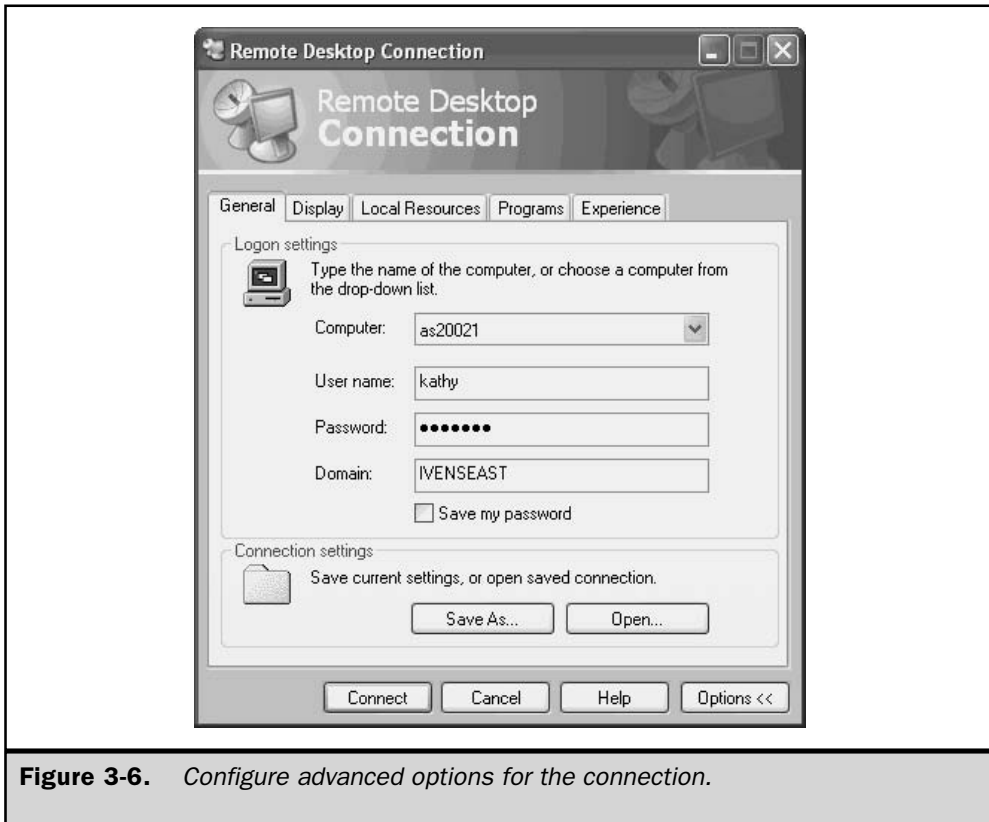 Remote Desktop Connection
Remote Desktop
Connection
General Display Local Resources Programs Experience
Logon settings
Type the name of the computer, or choose a computer from
the drop-down list.
Computer: as20021
User name: kathy
Password: •••••••
Domain: IVENSEAST
Save my password
Connection settings
Save current settings, or open saved connection.
Save As... Open...
Connect Cancel Help Options <<
Figure 3-6. Configure advanced options for the connection.